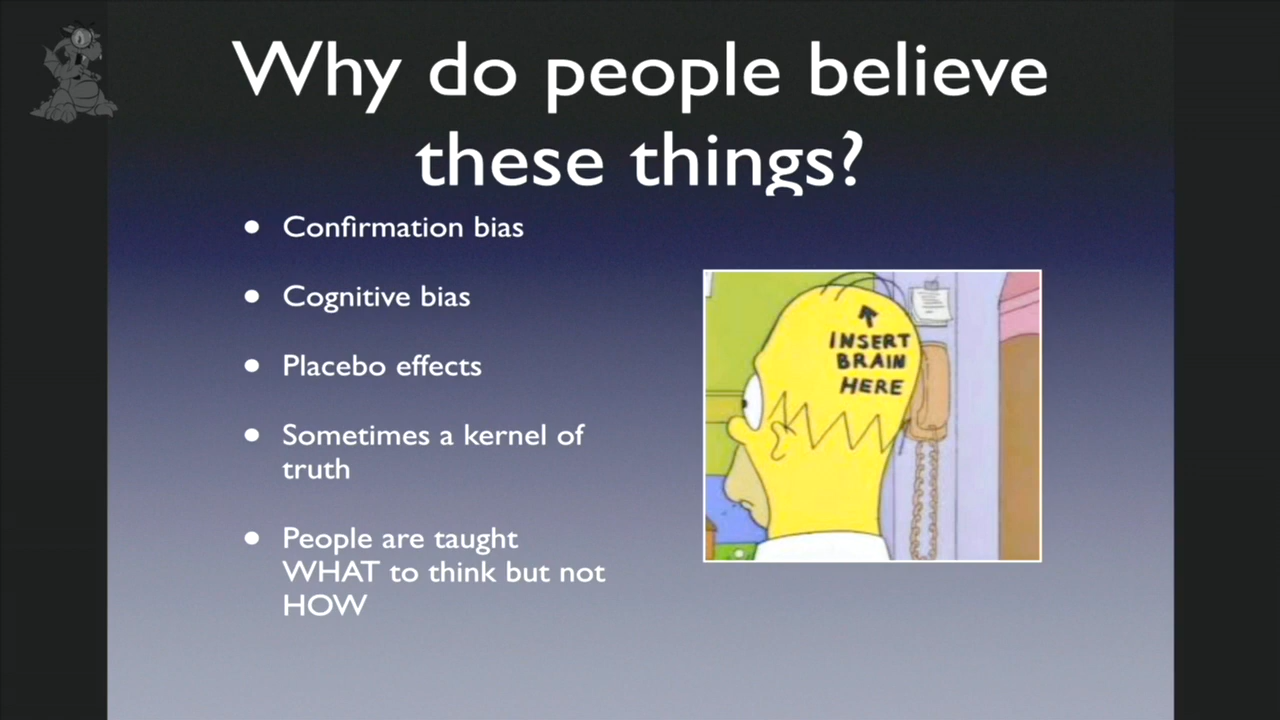 Why do people believe
these things?
• Confirmation bias
• Cognitive bias
• Placebo effects
• Sometimes a kernel of
truth
• People are taught
WHAT to think but not
HOW
INSERT
BRAIN
HERE